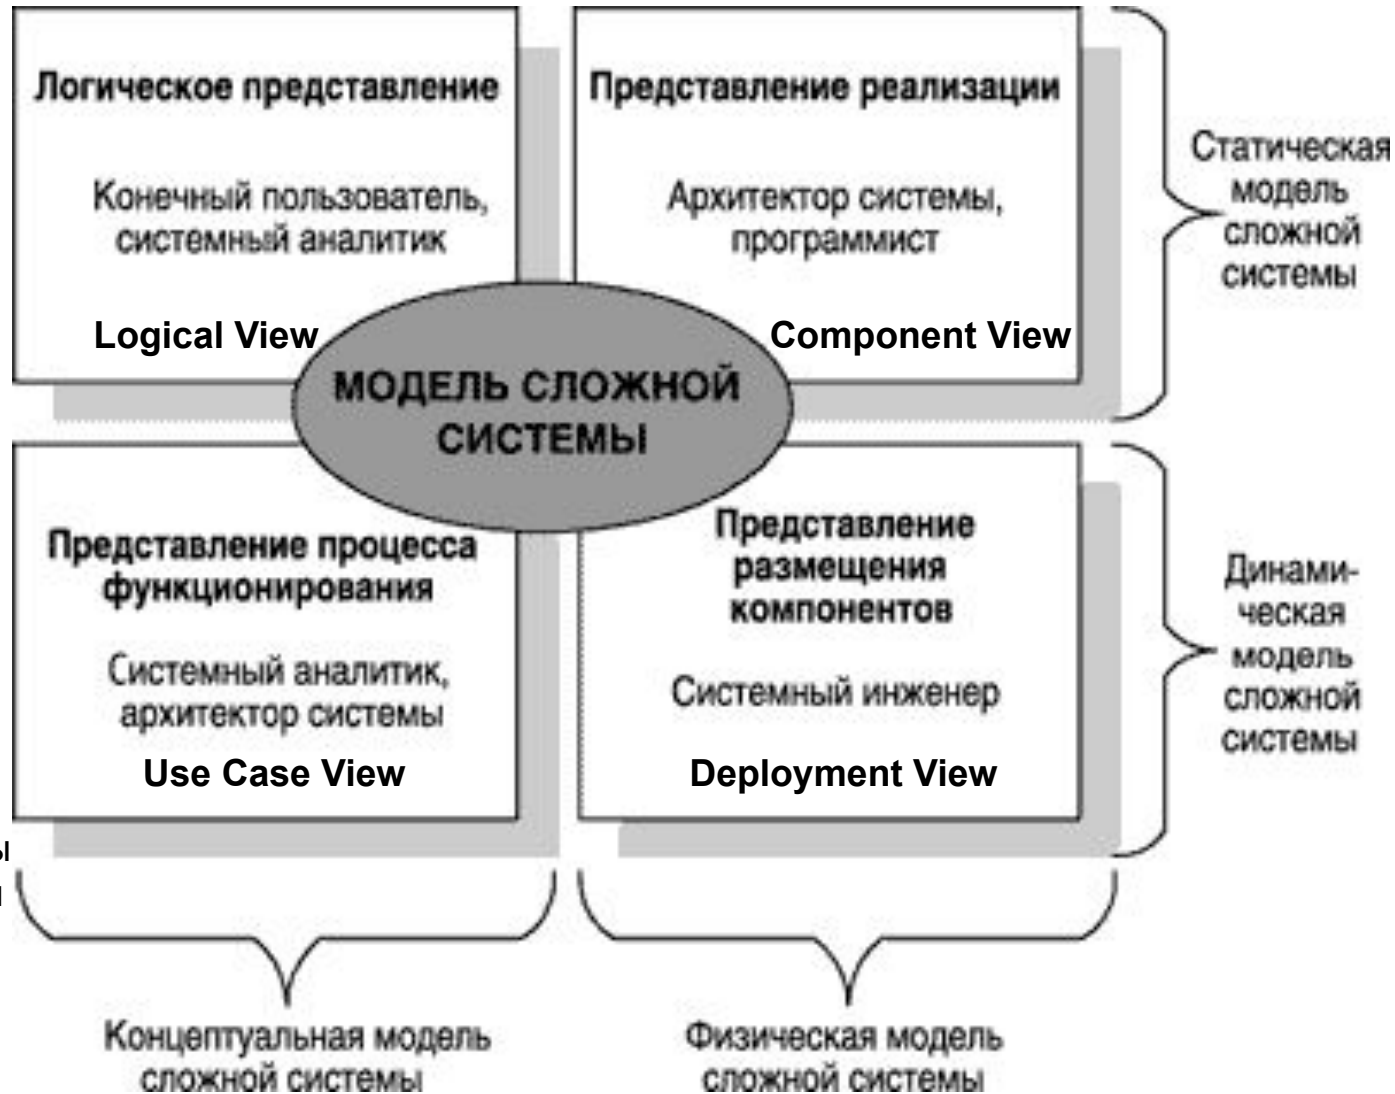 Логическое представление
Конечный пользователь,
системный аналитик
Logical View
Представление реализации
Архитектор системы,
программист
Component View
Статическая
модель
сложной
системы
МОДЕЛЬ СЛОЖНОЙ
СИСТЕМЫ
Представление процесса
функционирования
Системный аналитик,
архитектор системы
Use Case View
Представление
размещения
компонентов
Системный инженер
Deployment View
Динами-
ческая
модель
сложной
системы
Концептуальная модель
сложной системы
Физическая модель
сложной системы